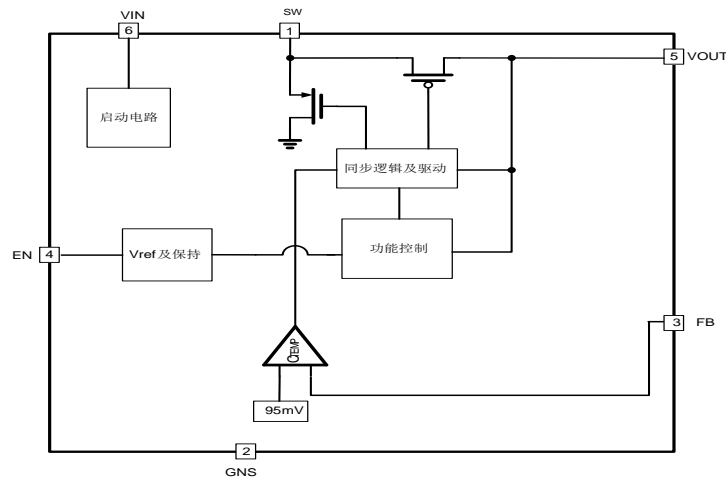 VIN
SW
6
1
5 VOUT
启动电路
同步逻辑及驱动
EN 4
Vref及保持
功能控制
3 FB
CTEMP
95mV
2
GNS